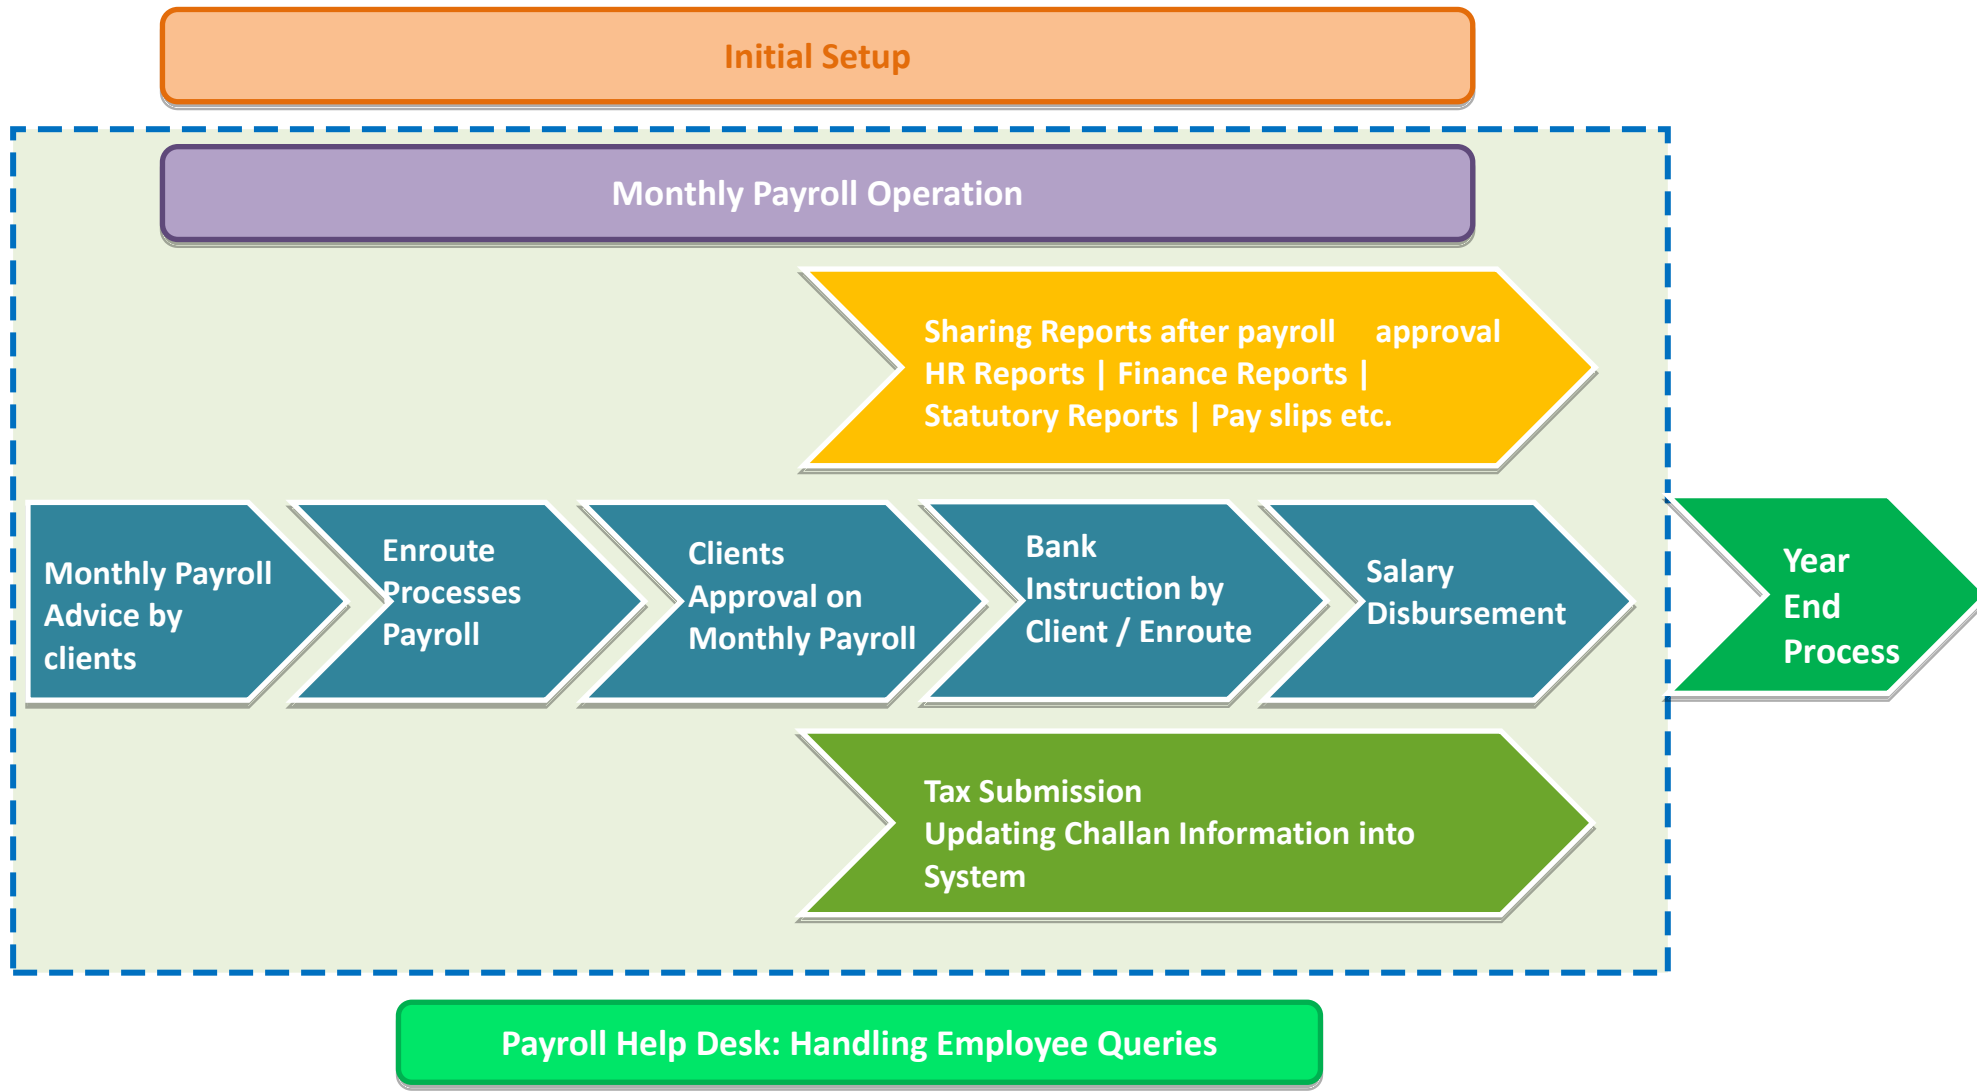 Initial Setup
Monthly Payroll Operation
Sharing Reports after payroll approval
HR Reports | Finance Reports |
Statutory Reports | Pay slips etc.
Monthly Payroll
Advice by
clients
Enroute
Processes
Payroll
Clients
Approval on
Monthly Payroll
Bank
Instruction by
Client / Enroute
Salary
Disbursement
Year
End
Process
Tax Submission
Updating Challan Information into
System
Payroll Help Desk: Handling Employee Queries